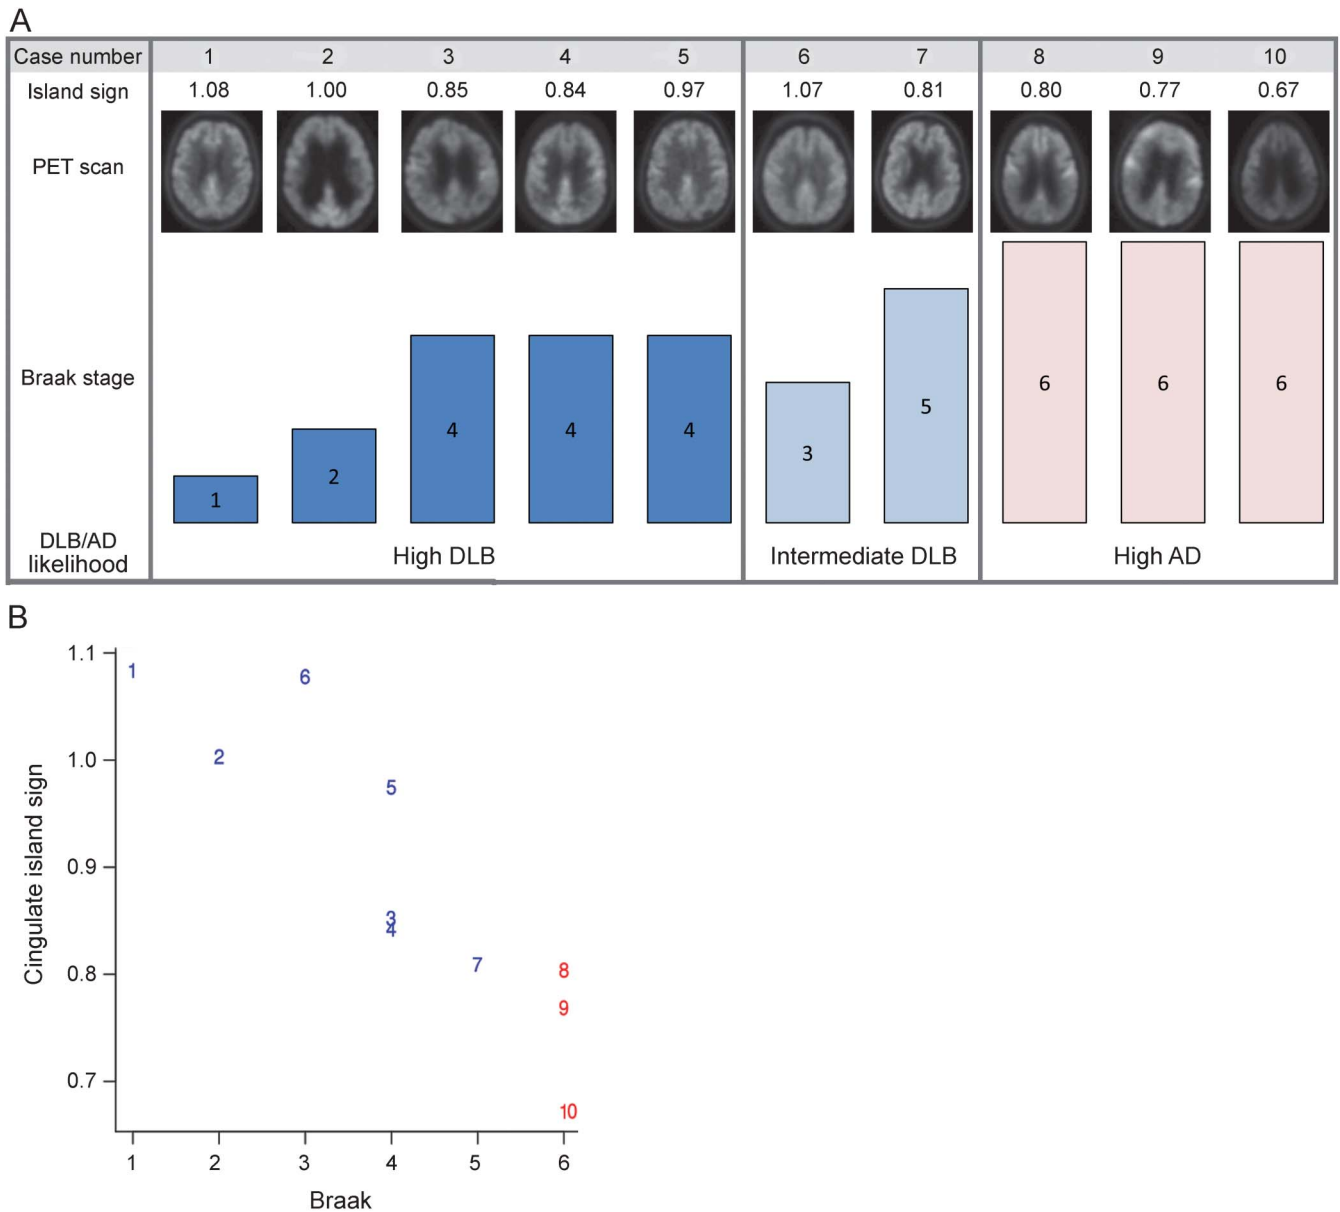 A
Case number 1 2 3 4 5 6 7 8 9 10
Island sign 1.08 1.00 0.85 0.84 0.97 1.07 0.81 0.80 0.77 0.67
PET scan
Braak stage 1 2 4 4 4 3 5 6 6 6
DLB/AD
likelihood
High DLB Intermediate DLB High AD
B
Cingulate island sign
1.1
1.0
0.9
0.8
0.7
1 6
2
5
3
4
7 8
9
10
1 2 3 4 5 6
Braak